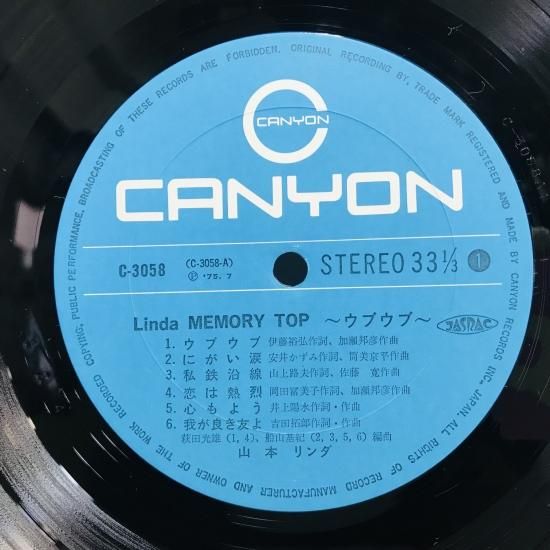 COPYING, PUBLIC PERFORMANCE, BROADCASTING OF THESE RECORDS ARE FORBIDDEN. ORIGINAL RECORDING BY. TRADE MARK REGISTERED AND MADE BY CANYON RECORDS INC., JAPAN. ALL RIGHTS OF RECORD MANUFACTURER AND OWNER OF THE WORK RECORDED
CANYON
CANYON
C-3058 (C-3058-A) STEREO 33 1/3 1
Ⓟ '75. 7
Linda MEMORY TOP ～ウブウブ～ JASRAC
1. ウブウブ 伊藤裕弘作詞、加瀬邦彦作曲
2. にがい涙 安井かずみ作詞、筒美京平作曲
3. 私鉄沿線 山上路夫作詞、佐藤 寛作曲
4. 恋は熱烈 岡田冨美子作詞、加瀬邦彦作曲
5. 心もよう 井上陽水作詞・作曲
6. 我が良き友よ 吉田拓郎作詞・作曲
萩田光雄(1, 4)、船山基紀(2, 3, 5, 6) 編曲
山本 リンダ